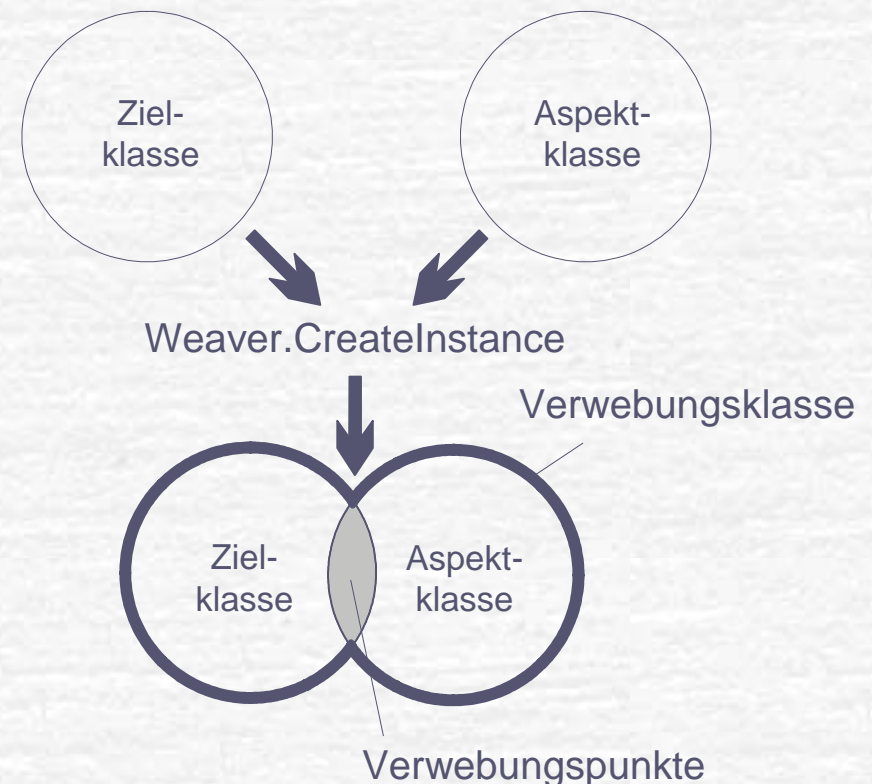 Ziel-
klasse
Aspekt-
klasse
Weaver.CreateInstance
Verwebungsklasse
Ziel-
klasse
Aspekt-
klasse
Verwebungspunkte